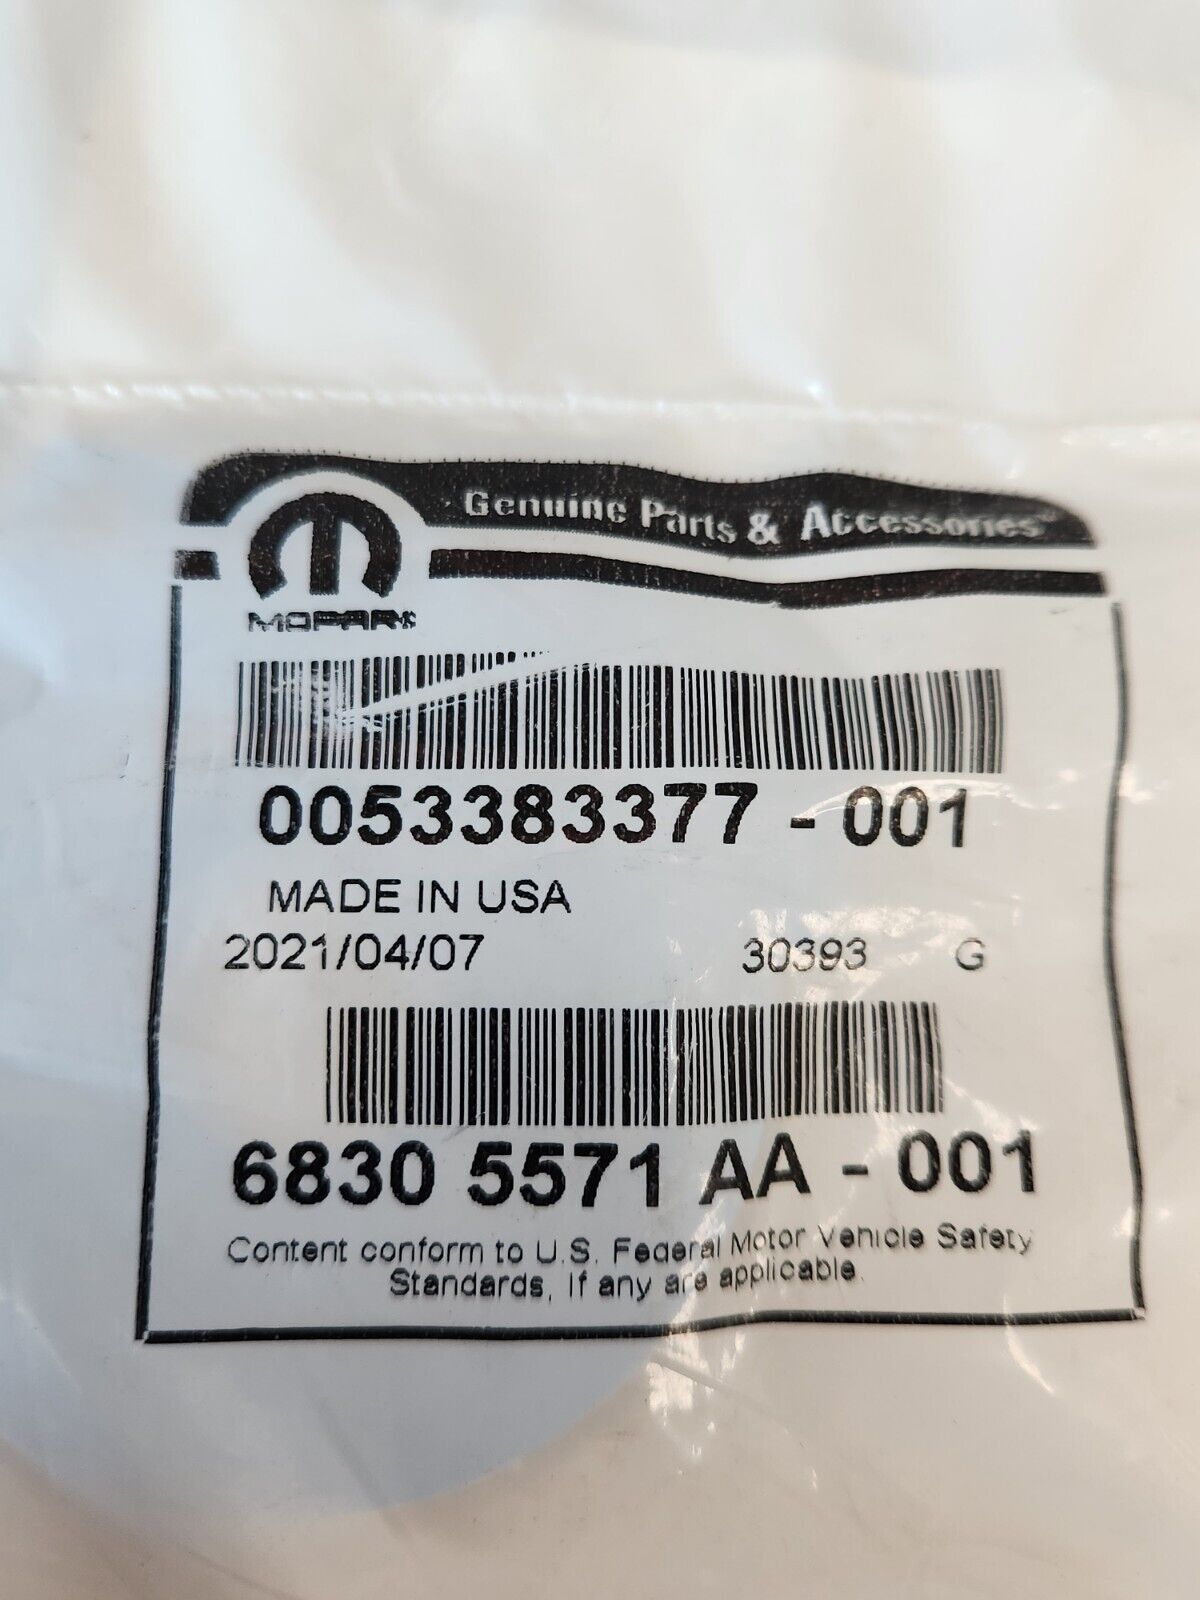 Genuine Parts & Accessories
MOPAR
0053383377 - 001
MADE IN USA
2021/04/07 30393 G
6830 5571 AA - 001
Content conform to U.S. Federal Motor Vehicle Safety
Standards, If any are applicable.